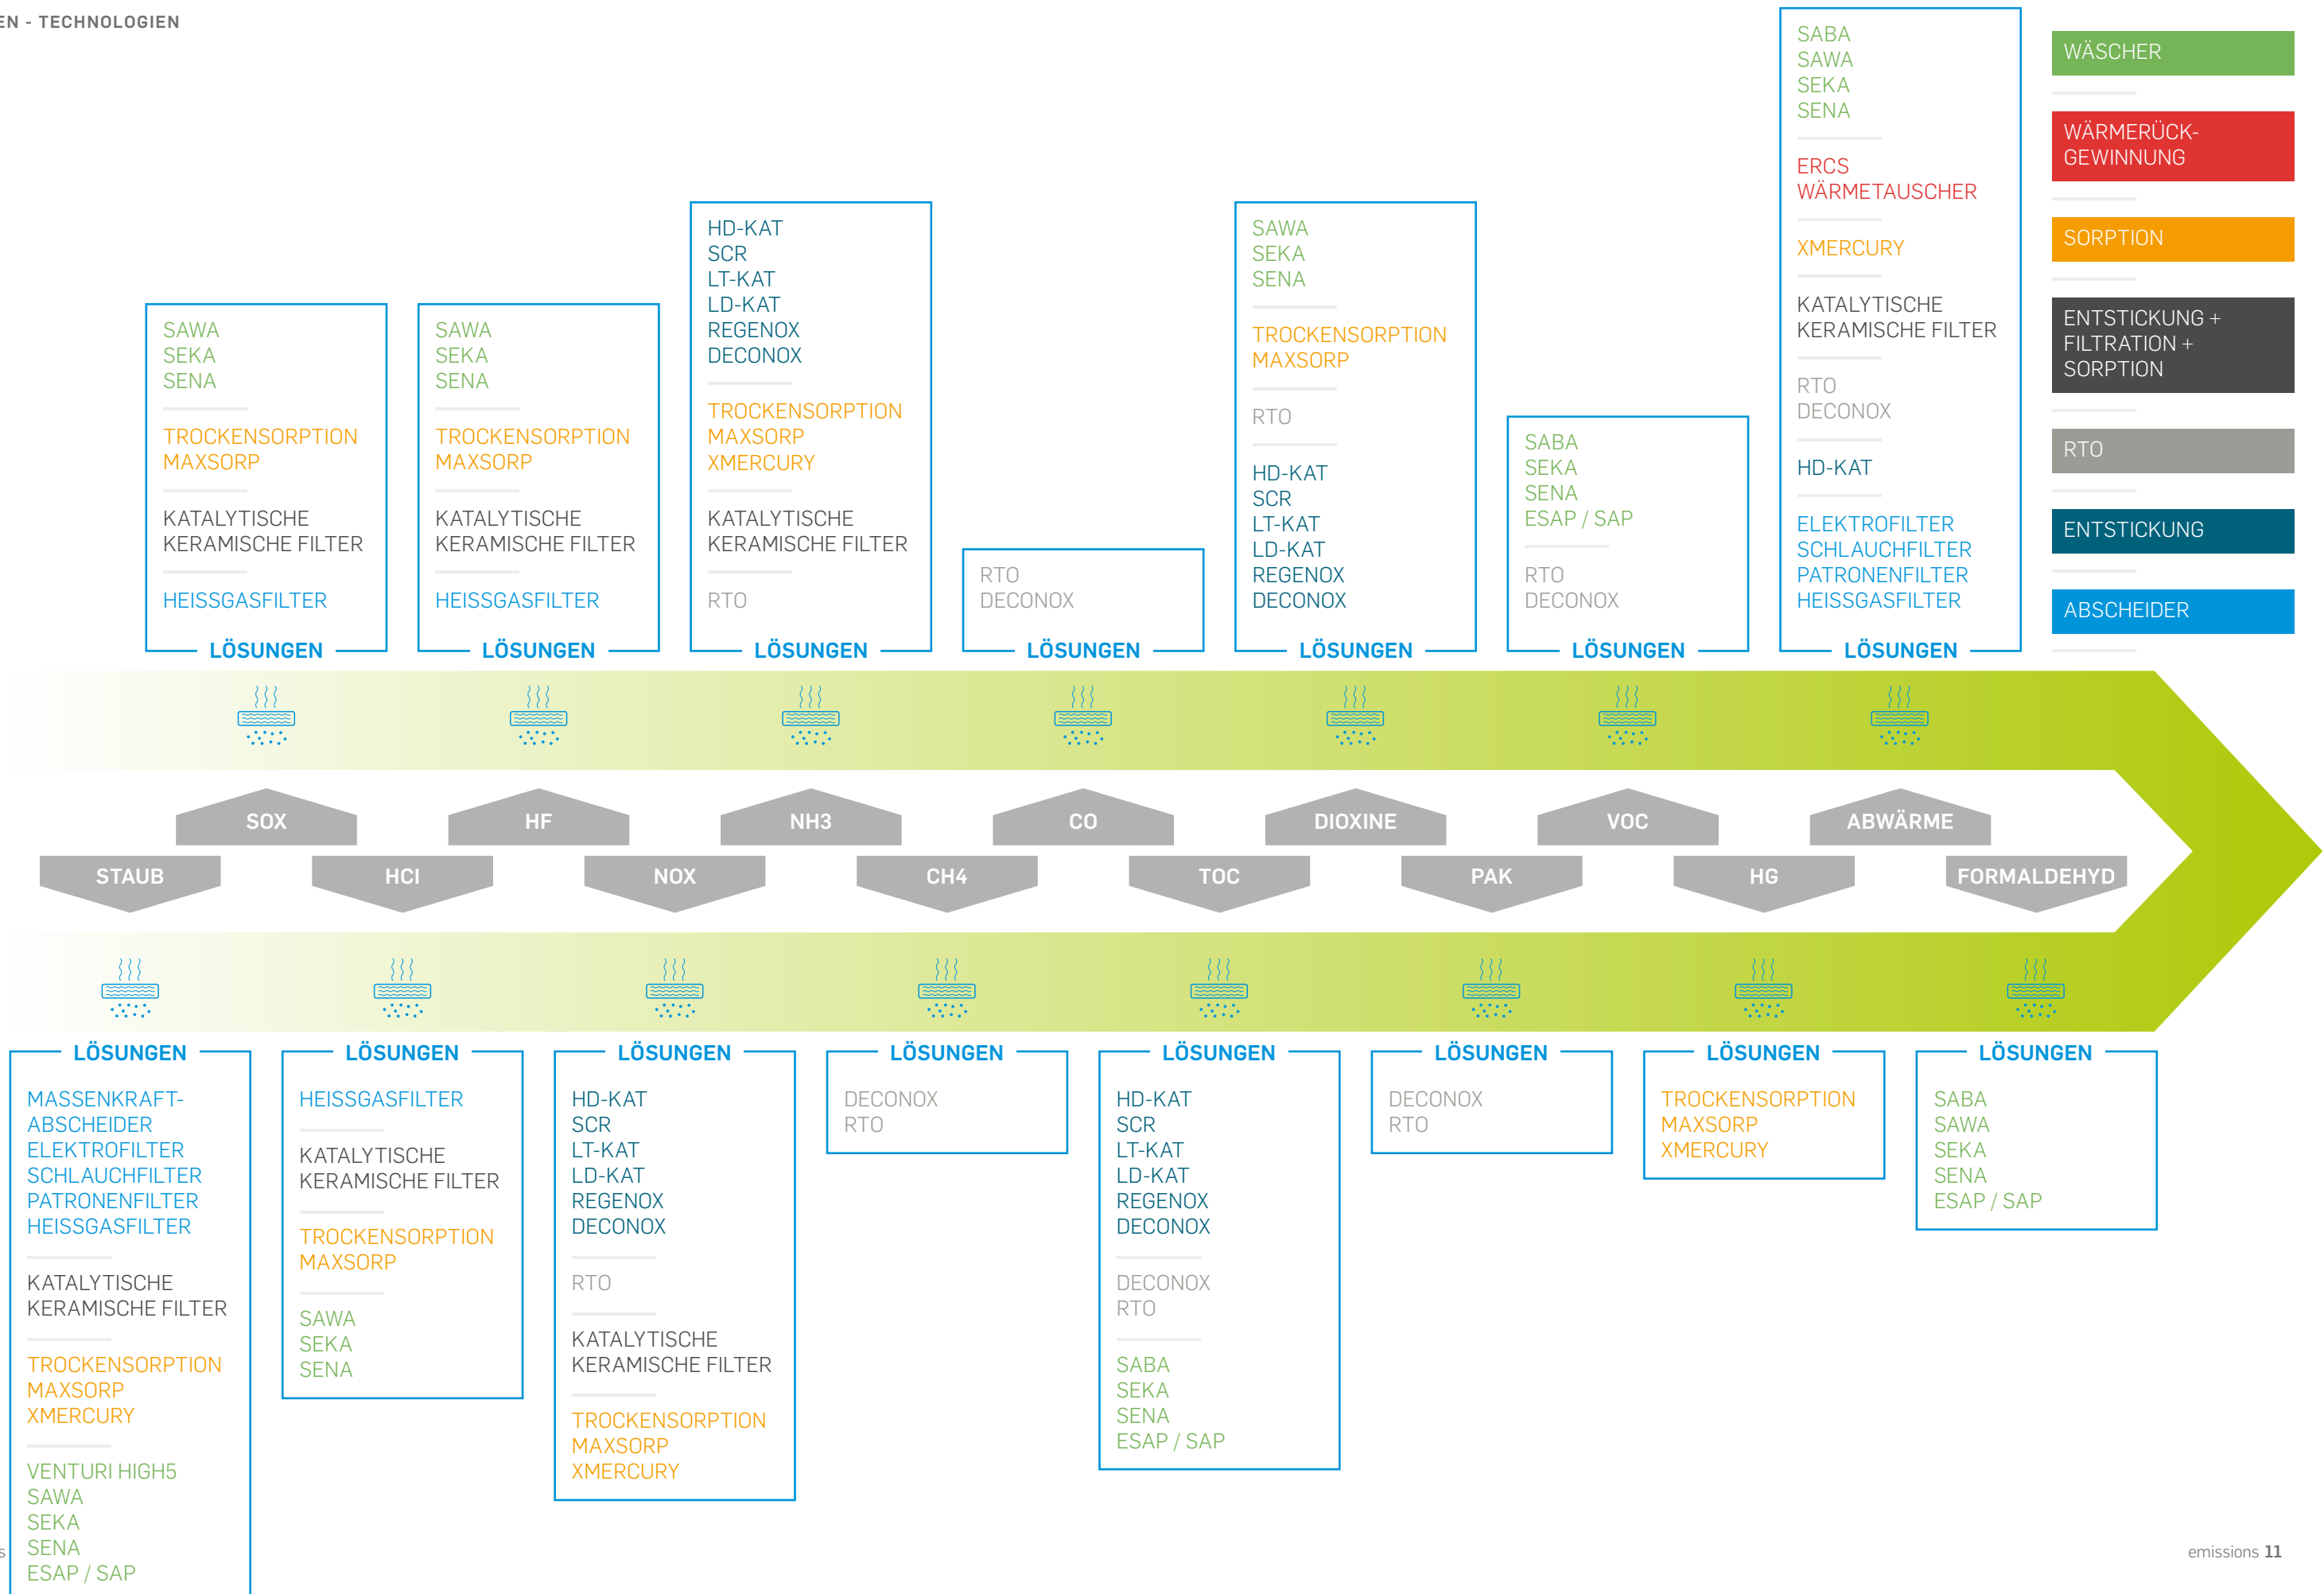 EN - TECHNOLOGIEN
SAWA
SEKA
SENA
TROCKENSORPTION
MAXSORP
KATALYTISCHE
KERAMISCHE FILTER
HEISSGASFILTER
LÖSUNGEN
SAWA
SEKA
SENA
TROCKENSORPTION
MAXSORP
KATALYTISCHE
KERAMISCHE FILTER
HEISSGASFILTER
LÖSUNGEN
HD-KAT
SCR
LT-KAT
LD-KAT
REGENOX
DECONOX
TROCKENSORPTION
MAXSORP
XMERCURY
KATALYTISCHE
KERAMISCHE FILTER
RTO
LÖSUNGEN
RTO
DECONOX
LÖSUNGEN
SAWA
SEKA
SENA
TROCKENSORPTION
MAXSORP
RTO
HD-KAT
SCR
LT-KAT
LD-KAT
REGENOX
DECONOX
LÖSUNGEN
SABA
SEKA
SENA
ESAP / SAP
RTO
DECONOX
LÖSUNGEN
SABA
SAWA
SEKA
SENA
ERCS
WÄRMETAUSCHER
XMERCURY
KATALYTISCHE
KERAMISCHE FILTER
RTO
DECONOX
HD-KAT
ELEKTROFILTER
SCHLAUCHFILTER
PATRONENFILTER
HEISSGASFILTER
LÖSUNGEN
WÄSCHER
WÄRMERÜCK-
GEWINNUNG
SORPTION
ENTSTICKUNG +
FILTRATION +
SORPTION
RTO
ENTSTICKUNG
ABSCHEIDER
SOX
HF
NH3
CO
DIOXINE
VOC
ABWÄRME
STAUB
HCI
NOX
CH4
TOC
PAK
HG
FORMALDEHYD
LÖSUNGEN
MASSENKRAFT-
ABSCHEIDER
ELEKTROFILTER
SCHLAUCHFILTER
PATRONENFILTER
HEISSGASFILTER
KATALYTISCHE
KERAMISCHE FILTER
TROCKENSORPTION
MAXSORP
XMERCURY
VENTURI HIGH5
SAWA
SEKA
SENA
ESAP / SAP
LÖSUNGEN
HEISSGASFILTER
KATALYTISCHE
KERAMISCHE FILTER
TROCKENSORPTION
MAXSORP
SAWA
SEKA
SENA
LÖSUNGEN
HD-KAT
SCR
LT-KAT
LD-KAT
REGENOX
DECONOX
RTO
KATALYTISCHE
KERAMISCHE FILTER
TROCKENSORPTION
MAXSORP
XMERCURY
LÖSUNGEN
DECONOX
RTO
LÖSUNGEN
HD-KAT
SCR
LT-KAT
LD-KAT
REGENOX
DECONOX
DECONOX
RTO
SABA
SEKA
SENA
ESAP / SAP
LÖSUNGEN
DECONOX
RTO
LÖSUNGEN
TROCKENSORPTION
MAXSORP
XMERCURY
LÖSUNGEN
SABA
SAWA
SEKA
SENA
ESAP / SAP
s
emissions 11